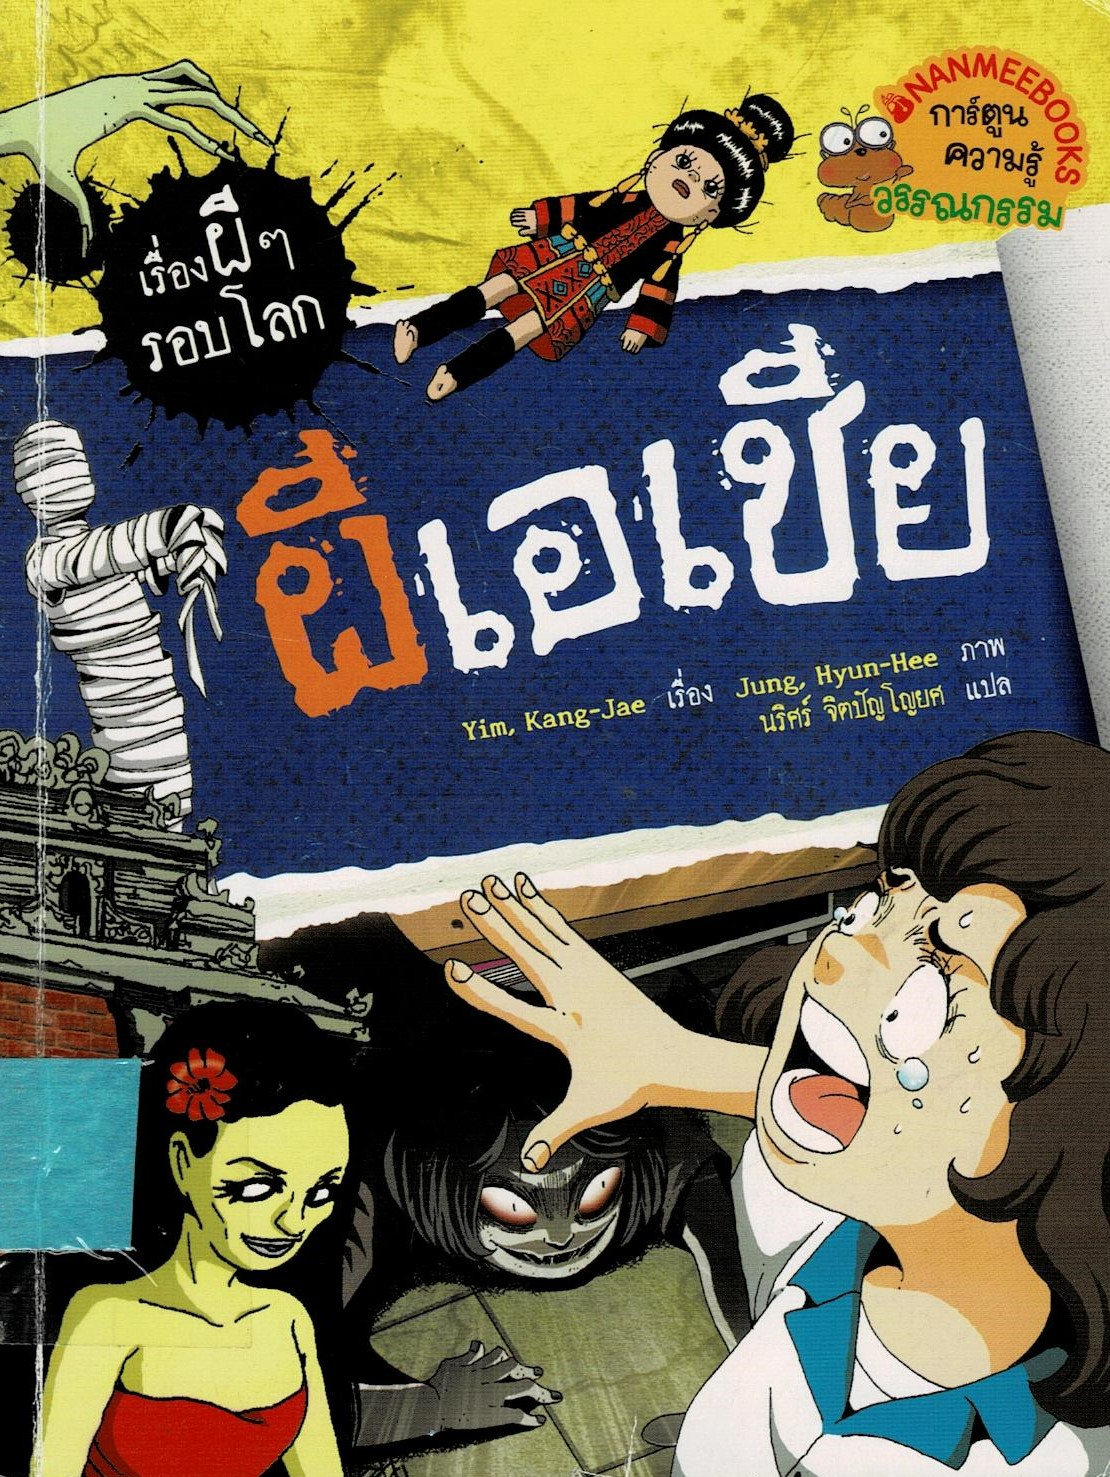 NANMEEBOOKS
การ์ตูน
ความรู้
วรรณกรรม
เรื่องผีๆ
รอบโลก
ผีเอเชีย
Yim, Kang-Jae เรื่อง Jung, Hyun-Hee ภาพ
นริศร์ จิตปัญโญยศ แปล